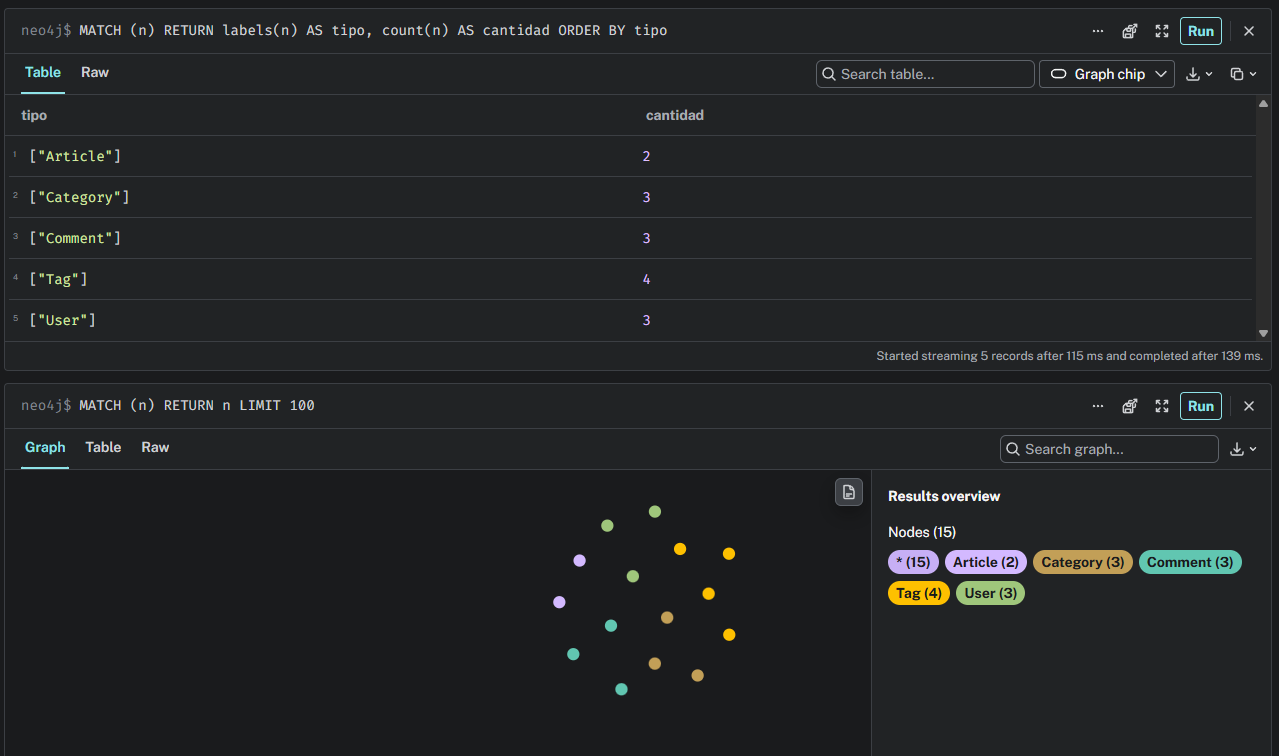 neo4j$ MATCH (n) RETURN labels(n) AS tipo, count(n) AS cantidad ORDER BY tipo
Run
Table Raw
Search table...
Graph chip
tipo cantidad
1 ["Article"] 2
2 ["Category"] 3
3 ["Comment"] 3
4 ["Tag"] 4
5 ["User"] 3
Started streaming 5 records after 115 ms and completed after 139 ms.
neo4j$ MATCH (n) RETURN n LIMIT 100
Run
Graph Table Raw
Search graph...
Results overview
Nodes (15)
* (15) Article (2) Category (3) Comment (3)
Tag (4) User (3)